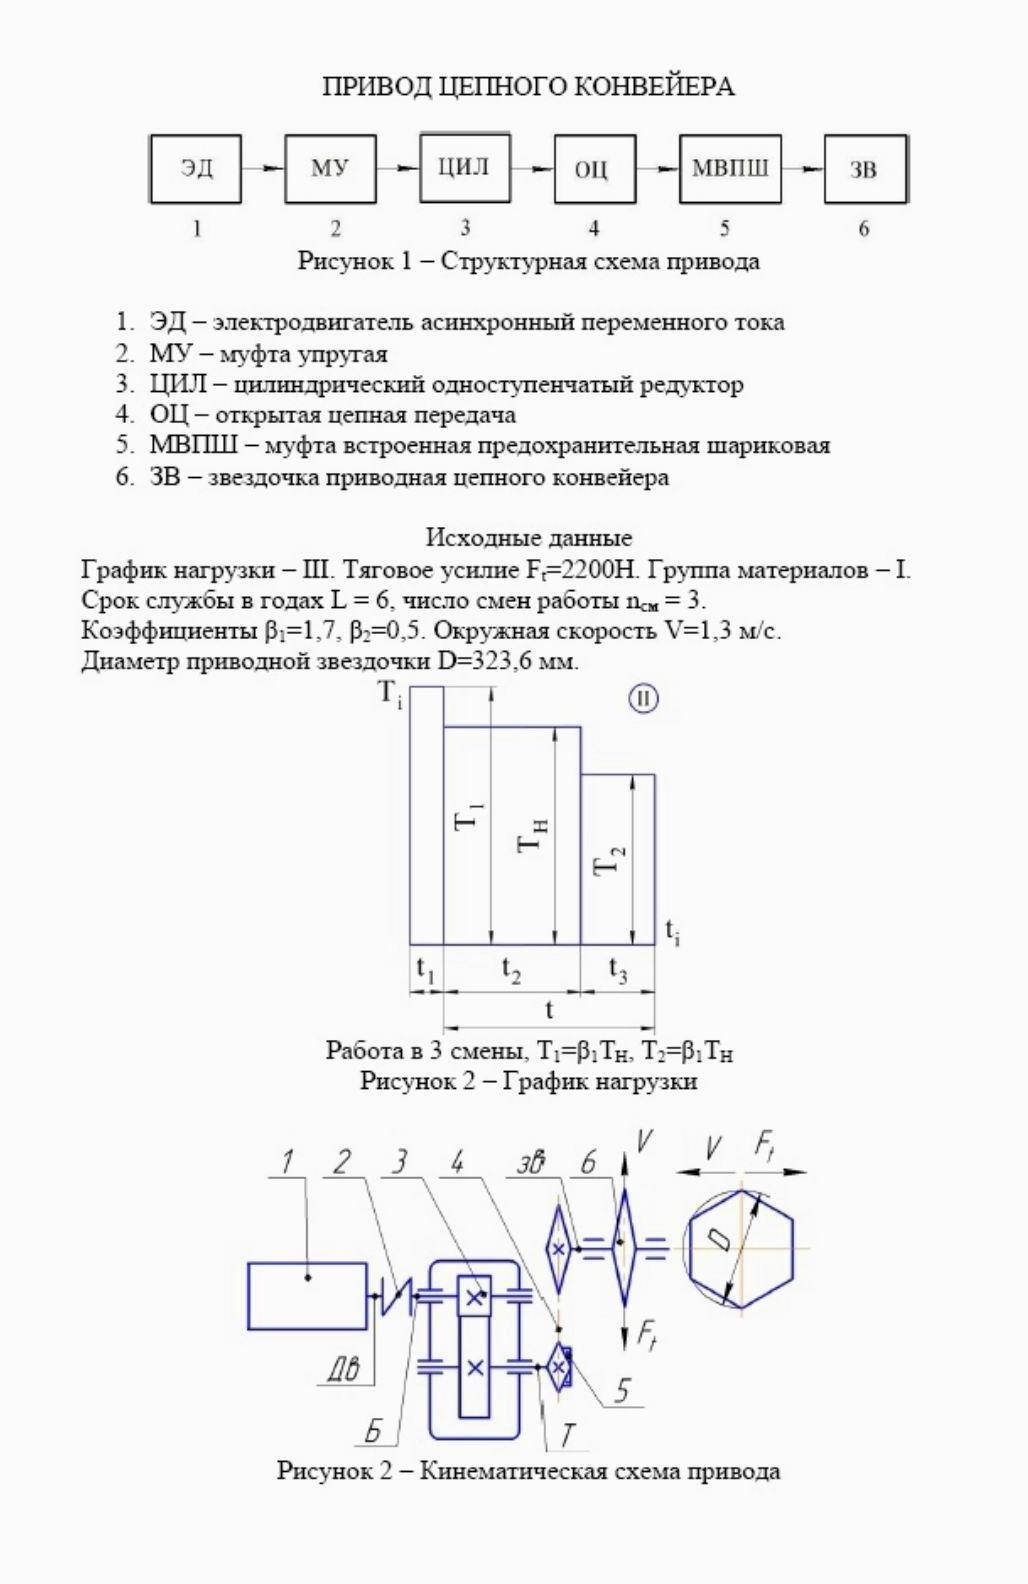 ПРИВОД ЦЕПНОГО КОНВЕЙЕРА
ЭД МУ ЦИЛ ОЦ МВПШ ЗВ
1 2 3 4 5 6
Рисунок 1 – Структурная схема привода
1. ЭД – электродвигатель асинхронный переменного тока
2. МУ – муфта упругая
3. ЦИЛ – цилиндрический одноступенчатый редуктор
4. ОЦ – открытая цепная передача
5. МВПШ – муфта встроенная предохранительная шариковая
6. ЗВ – звездочка приводная цепного конвейера
Исходные данные
График нагрузки – III. Тяговое усилие Ft=2200Н. Группа материалов – I.
Срок службы в годах L = 6, число смен работы nсм = 3.
Коэффициенты β1=1,7, β2=0,5. Окружная скорость V=1,3 м/с.
Диаметр приводной звездочки D=323,6 мм.
Ti II
T1 TН T2
ti
t1 t2 t3
t
Работа в 3 смены, T1=β1TН, T2=β1TН
Рисунок 2 – График нагрузки
1 2 3 4 зв 6 V V Ft
D
Ft
Дв 5
Б Т
Рисунок 2 – Кинематическая схема привода